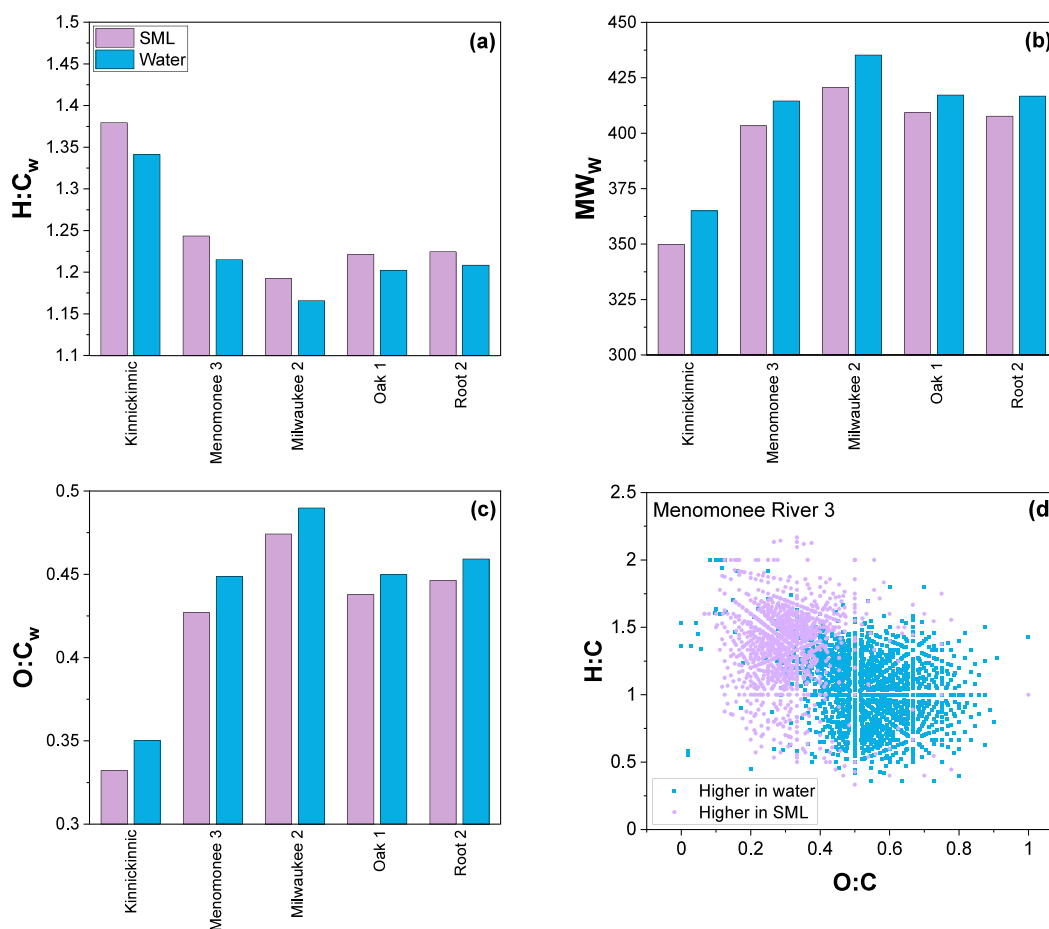 1.5
1.45
1.4
1.35
1.3
1.25
1.2
1.15
1.1
H:Cw
SML
Water
(a)
Kinnickinnic
Menomonee 3
Milwaukee 2
Oak 1
Root 2
450
425
400
375
350
325
300
MWw
(b)
Kinnickinnic
Menomonee 3
Milwaukee 2
Oak 1
Root 2
0.5
0.45
0.4
0.35
0.3
O:Cw
(c)
Kinnickinnic
Menomonee 3
Milwaukee 2
Oak 1
Root 2
2.5
2
1.5
1
0.5
0
H:C
Menomonee River 3
(d
Higher in water
Higher in SML
0
0.2
0.4
0.6
0.8
1
O:C